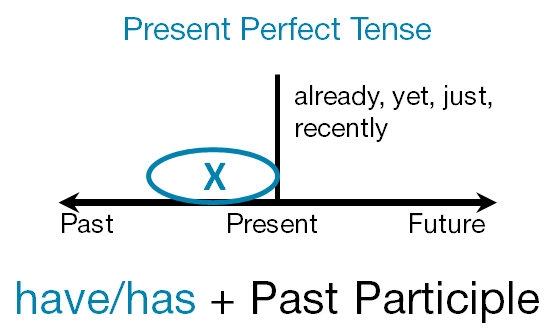 Present Perfect Tense
already, yet, just,
recently
X
Past Present Future
have/has + Past Participle